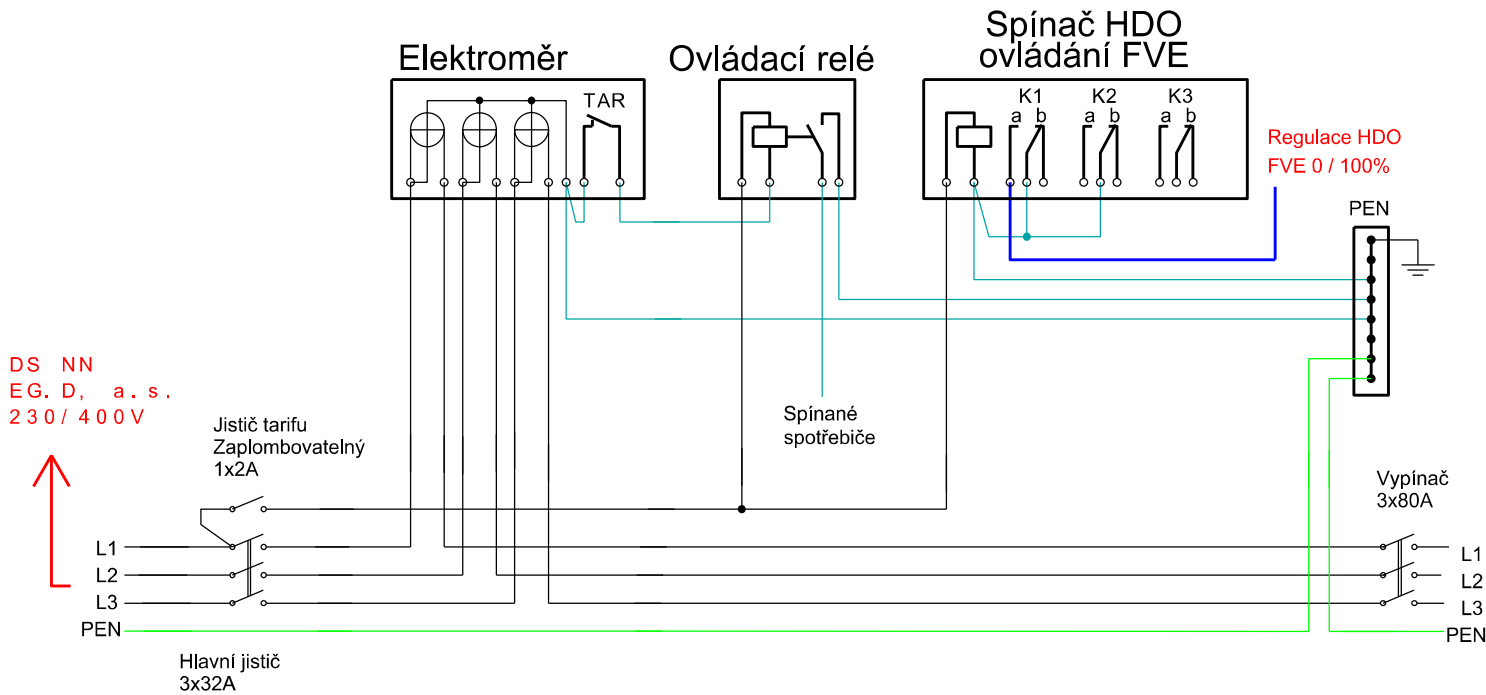 Elektroměr
Ovládací relé
Spínač HDO
ovládání FVE
TAR
K1
K2
K3
a b
a b
a b
Regulace HDO
FVE 0 / 100%
PEN
DS NN
EG. D, a. s.
230/ 400V
Jistič tarifu
Zaplombovatelný
1x2A
Spínané
spotřebiče
Vypínač
3x80A
L1
L2
L3
PEN
L1
L2
L3
PEN
Hlavní jistič
3x32A